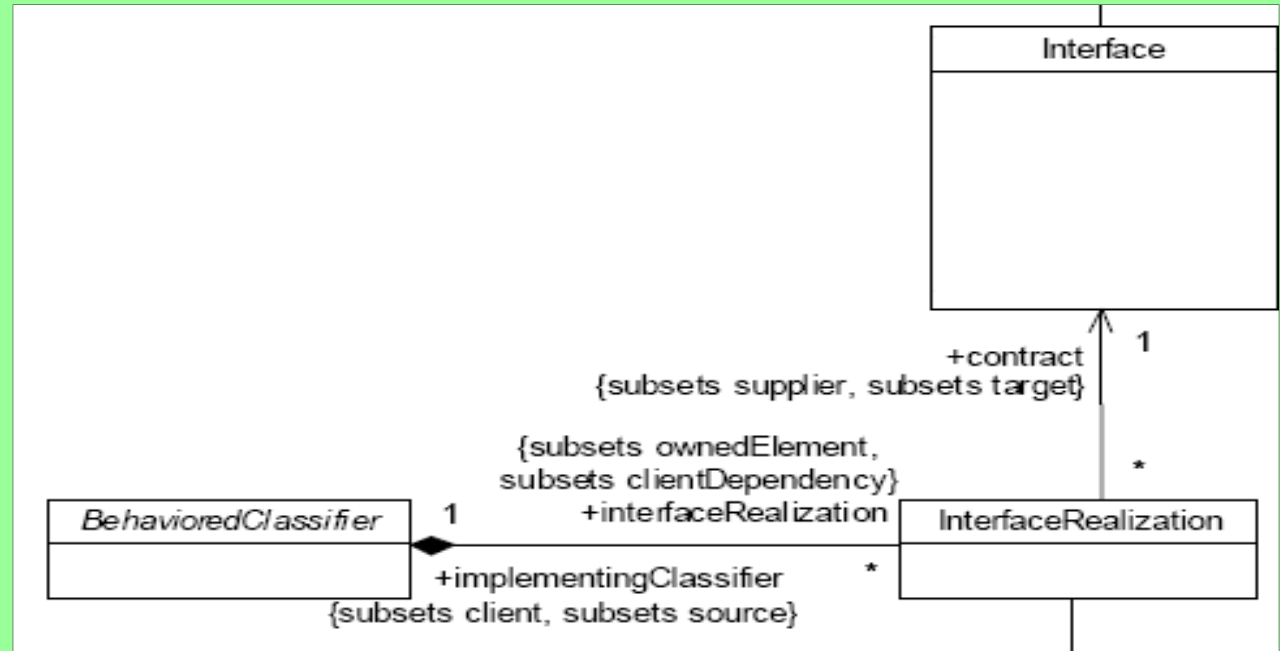 Interface
1
+contract
{subsets supplier, subsets target}
{subsets ownedElement,
subsets clientDependency}
*
BehavioredClassifier
1
+interfaceRealization
InterfaceRealization
+implementingClassifier
*
{subsets client, subsets source}